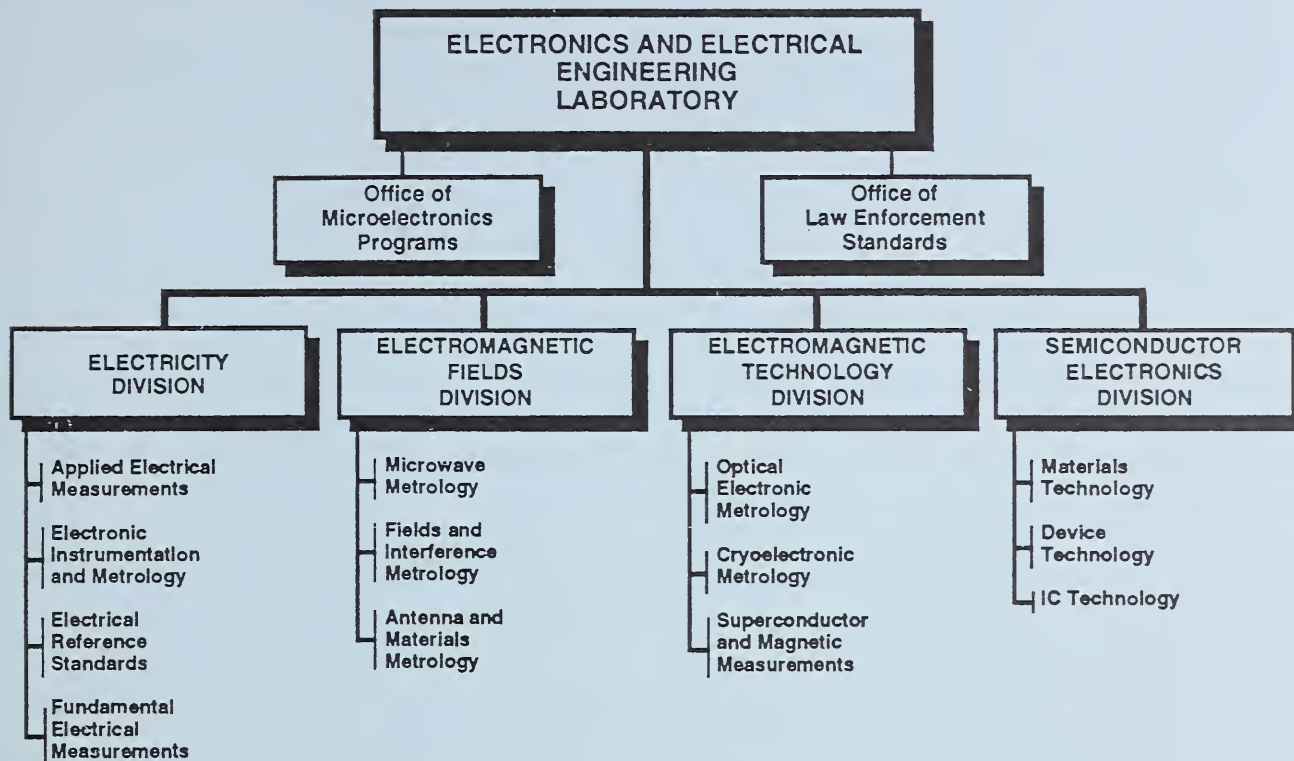 ELECTRONICS AND ELECTRICAL
ENGINEERING
LABORATORY
Office of
Microelectronics
Programs
Office of
Law Enforcement
Standards
ELECTRICITY
DIVISION
ELECTROMAGNETIC
FIELDS
DIVISION
ELECTROMAGNETIC
TECHNOLOGY
DIVISION
SEMICONDUCTOR
ELECTRONICS
DIVISION
Applied Electrical
Measurements
Electronic
Instrumentation
and Metrology
Electrical
Reference
Standards
Fundamental
Electrical
Measurements
Microwave
Metrology
Fields and
Interference
Metrology
Antenna and
Materials
Metrology
Optical
Electronic
Metrology
Cryoelectronic
Metrology
Superconductor
and Magnetic
Measurements
Materials
Technology
Device
Technology
IC Technology